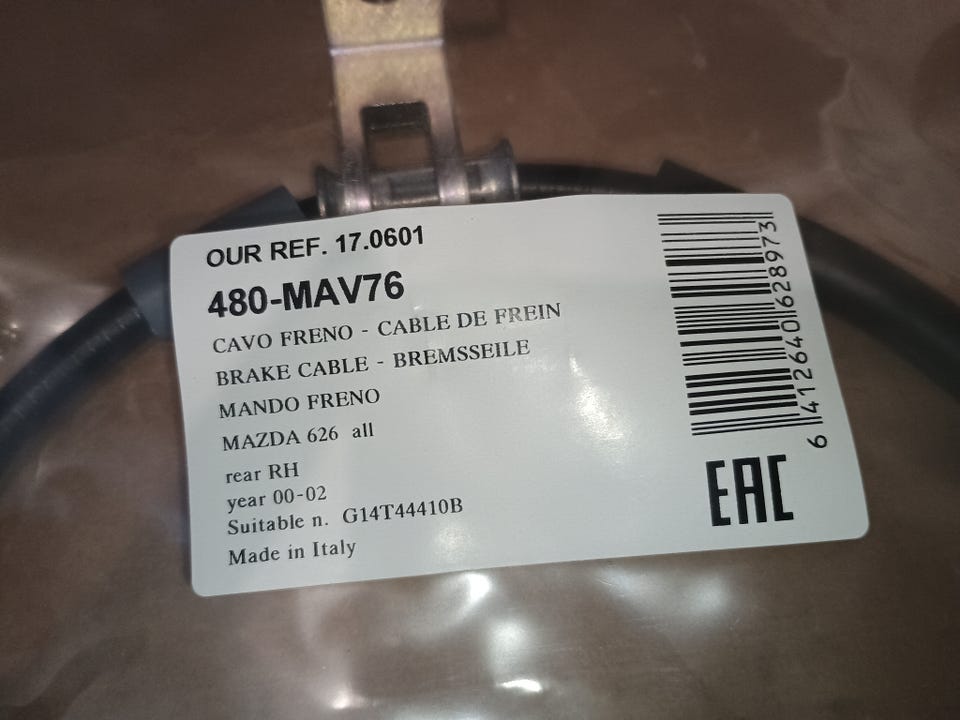 OUR REF. 17.0601
480-MAV76
CAVO FRENO - CABLE DE FREIN
BRAKE CABLE - BREMSSEILE
MANDO FRENO
MAZDA 626 all
rear RH
year 00-02
Suitable n. G14T44410B
Made in Italy
6 412640 628973
EAC